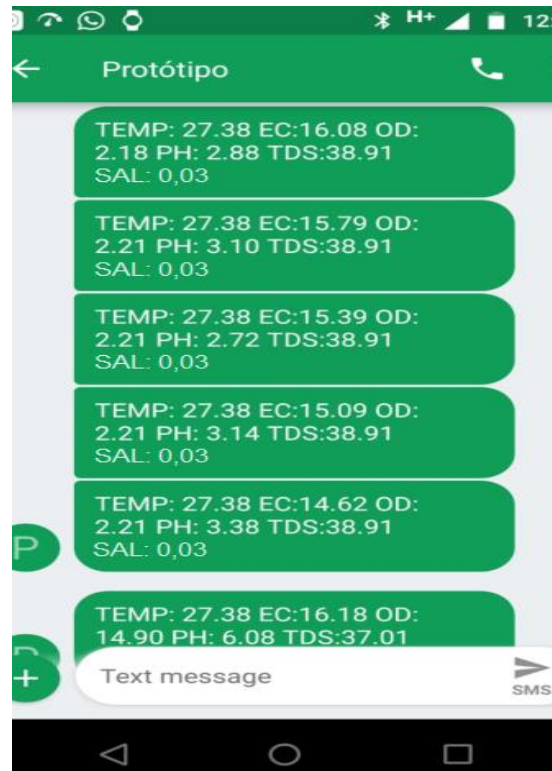 H+ 12:
Protótipo
TEMP: 27.38 EC:16.08 OD:
2.18 PH: 2.88 TDS:38.91
SAL: 0,03
TEMP: 27.38 EC:15.79 OD:
2.21 PH: 3.10 TDS:38.91
SAL: 0,03
TEMP: 27.38 EC:15.39 OD:
2.21 PH: 2.72 TDS:38.91
SAL: 0,03
TEMP: 27.38 EC:15.09 OD:
2.21 PH: 3.14 TDS:38.91
SAL: 0,03
TEMP: 27.38 EC:14.62 OD:
2.21 PH: 3.38 TDS:38.91
SAL: 0,03
P
TEMP: 27.38 EC:16.18 OD:
14.90 PH: 6.08 TDS:37.01
Text message
SMS